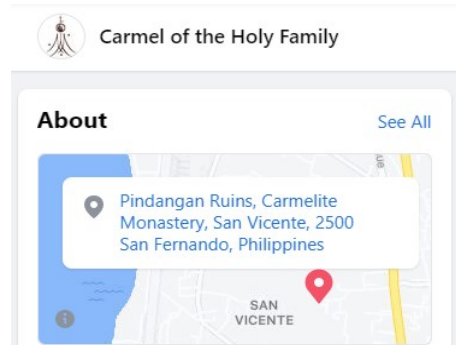 Carmel of the Holy Family
About
See All
Pindangan Ruins, Carmelite
Monastery, San Vicente, 2500
San Fernando, Philippines
SAN
VICENTE